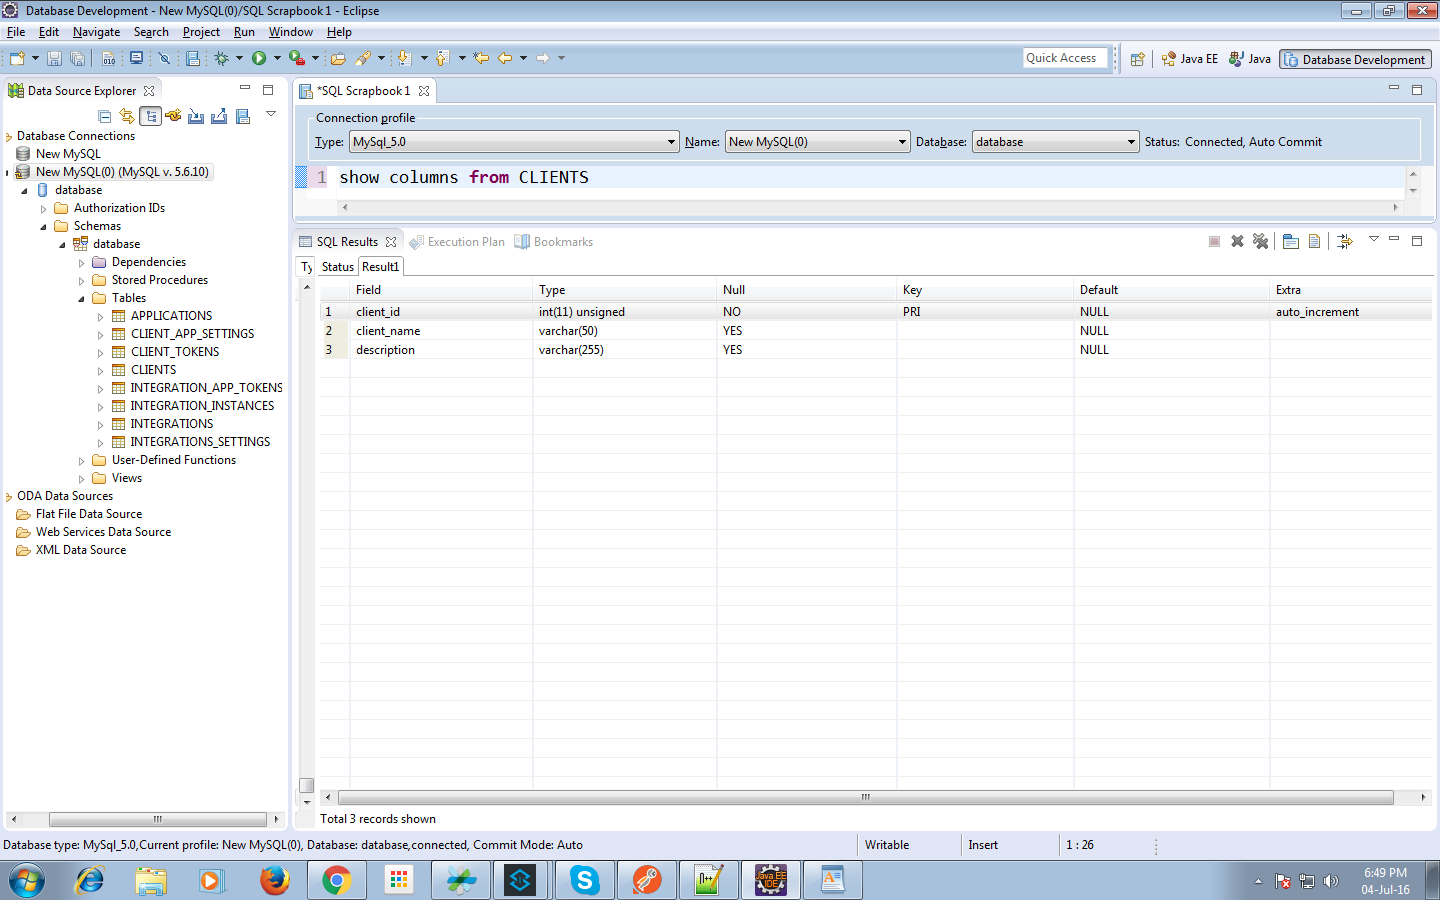 Database Development - New MySQL(0)/SQL Scrapbook 1 - Eclipse
File Edit Navigate Search Project Run Window Help
Quick Access Java EE Java Database Development
Data Source Explorer
Database Connections
New MySQL
New MySQL(0) (MySQL v. 5.6.10)
database
Authorization IDs
Schemas
database
Dependencies
Stored Procedures
Tables
APPLICATIONS
CLIENT_APP_SETTINGS
CLIENT_TOKENS
CLIENTS
INTEGRATION_APP_TOKENS
INTEGRATION_INSTANCES
INTEGRATIONS
INTEGRATIONS_SETTINGS
User-Defined Functions
Views
ODA Data Sources
Flat File Data Source
Web Services Data Source
XML Data Source
*SQL Scrapbook 1
Connection profile
Type: MySql_5.0 Name: New MySQL(0) Database: database Status: Connected, Auto Commit
1 show columns from CLIENTS
SQL Results Execution Plan Bookmarks
Ty Status Result1
Field Type Null Key Default Extra
1 client_id int(11) unsigned NO PRI NULL auto_increment
2 client_name varchar(50) YES NULL
3 description varchar(255) YES NULL
Total 3 records shown
Database type: MySql_5.0,Current profile: New MySQL(0), Database: database,connected, Commit Mode: Auto Writable Insert 1 : 26
Java EE
IDE
6:49 PM
04-Jul-16